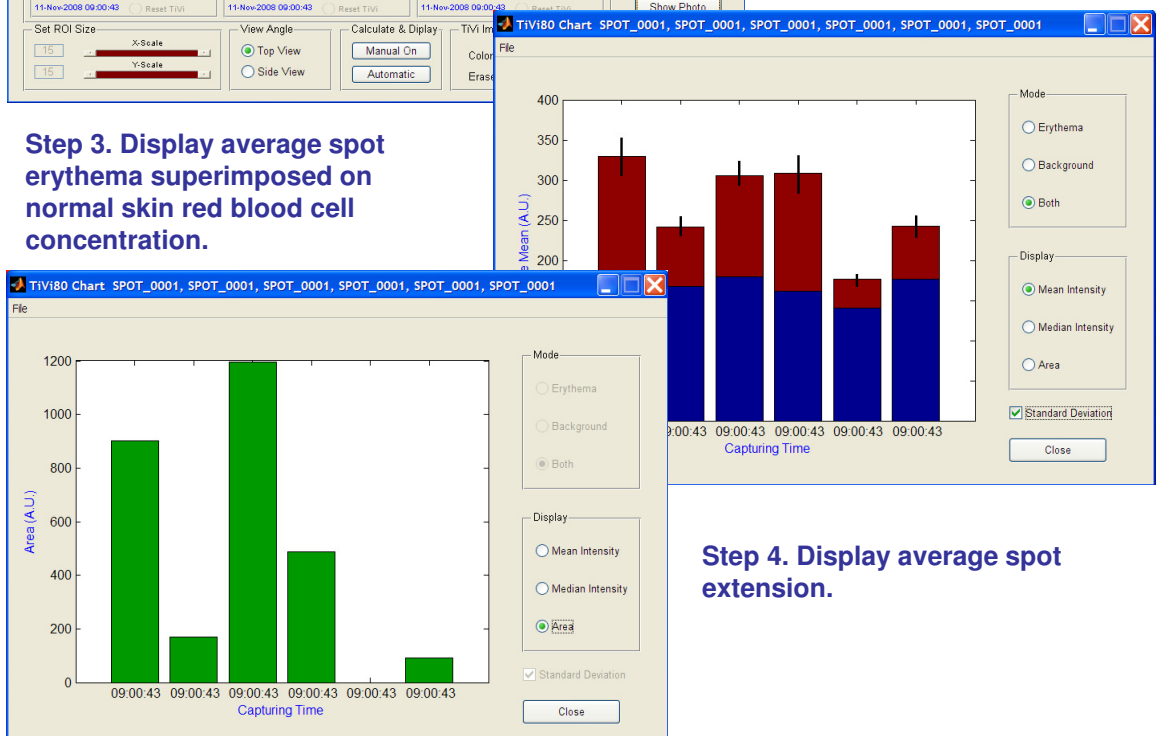 11-Nov-2008 09:00:43 Reset TiVi 11-Nov-2008 09:00:43 Reset TiVi 11-Nov-2008 09:00:43 Reset TiVi Show Photo
Set ROI Size
15 X-Scale
15 Y-Scale
View Angle
Top View
Side View
Calculate & Diplay
Manual On
Automatic
TiVi Im
Color
Erase
TiVi80 Chart SPOT_0001, SPOT_0001, SPOT_0001, SPOT_0001, SPOT_0001, SPOT_0001
File
400
350
300
250
200
e Mean (A.U.)
9:00:43 09:00:43 09:00:43 09:00:43 09:00:43
Capturing Time
Mode
Erythema
Background
Both
Display
Mean Intensity
Median Intensity
Area
Standard Deviation
Close
Step 3. Display average spot
erythema superimposed on
normal skin red blood cell
concentration.
TiVi80 Chart SPOT_0001, SPOT_0001, SPOT_0001, SPOT_0001, SPOT_0001, SPOT_0001
File
1200
1000
800
600
400
200
0
Area (A.U.)
09:00:43 09:00:43 09:00:43 09:00:43 09:00:43 09:00:43
Capturing Time
Mode
Erythema
Background
Both
Display
Mean Intensity
Median Intensity
Area
Standard Deviation
Close
Step 4. Display average spot
extension.